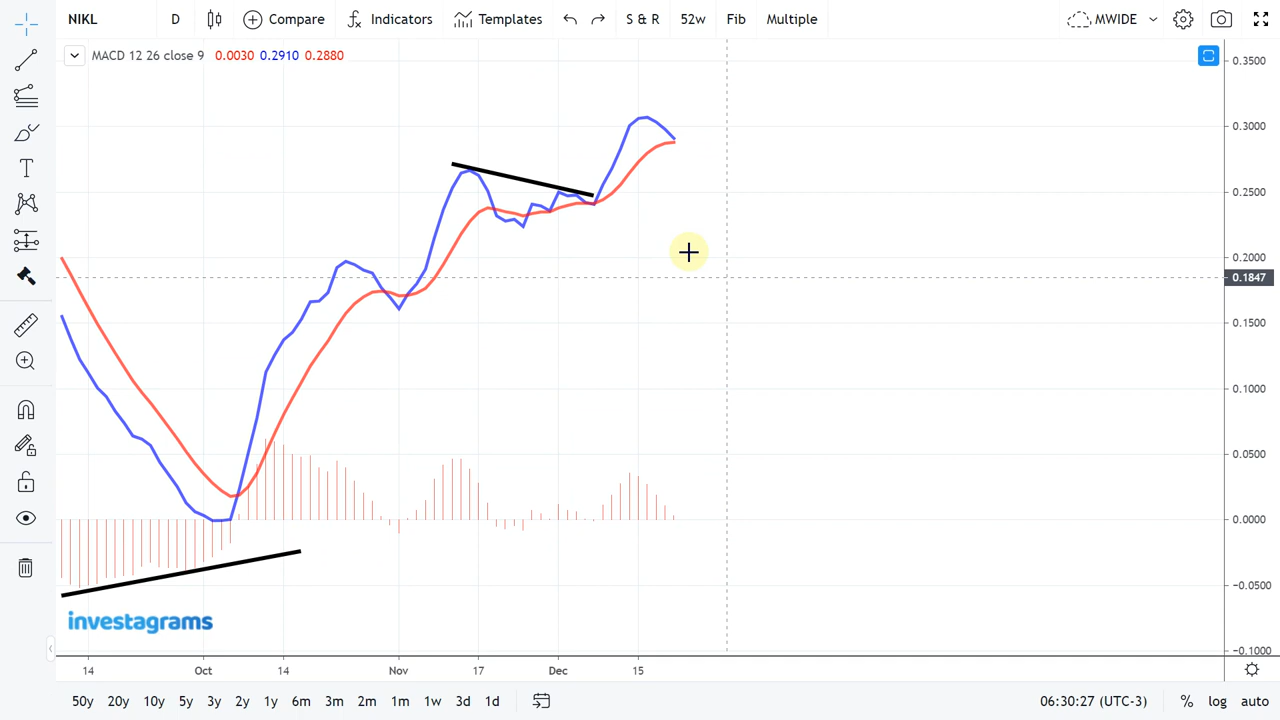 NIKL D Compare Indicators Templates S & R 52w Fib Multiple MWIDE
MACD 12 26 close 9 0.0030 0.2910 0.2880
0.3500
0.3000
0.2500
0.2000
0.1847
0.1500
0.1000
0.0500
0.0000
−0.0500
−0.1000
investagrams
14 Oct 14 Nov 17 Dec 15
50y 20y 10y 5y 3y 2y 1y 6m 3m 2m 1m 1w 3d 1d 06:30:27 (UTC-3) % log auto